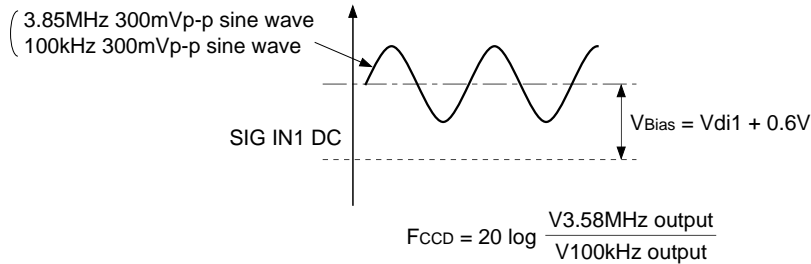 3.85MHz 300mVp-p sine wave
100kHz 300mVp-p sine wave
SIG IN1 DC
VBias = Vdi1 + 0.6V
FCCD = 20 log V3.58MHz output
V100kHz output